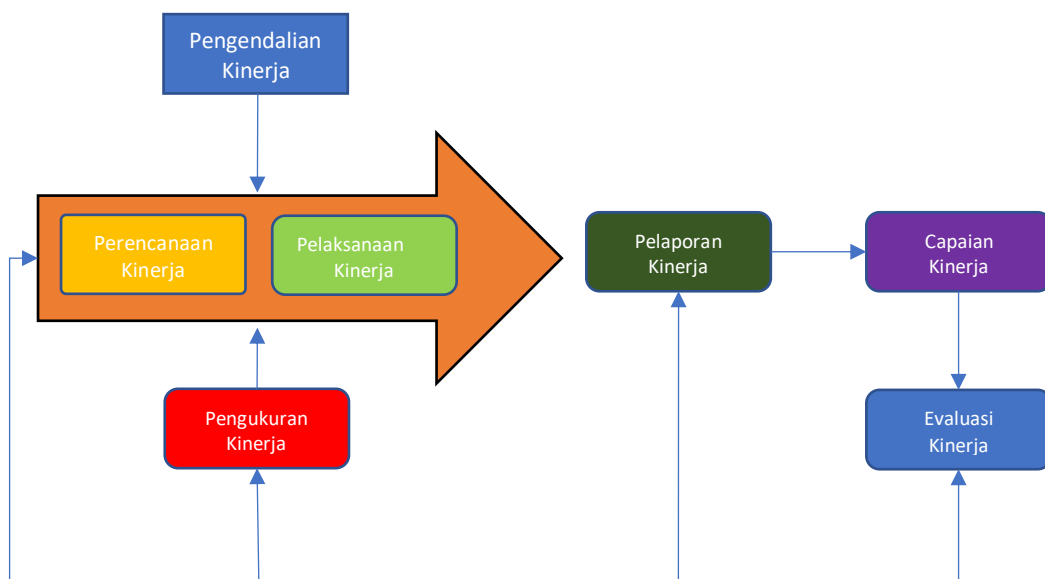 Pengendalian
Kinerja
Perencanaan
Kinerja
Pelaksanaan
Kinerja
Pelaporan
Kinerja
Capaian
Kinerja
Pengukuran
Kinerja
Evaluasi
Kinerja